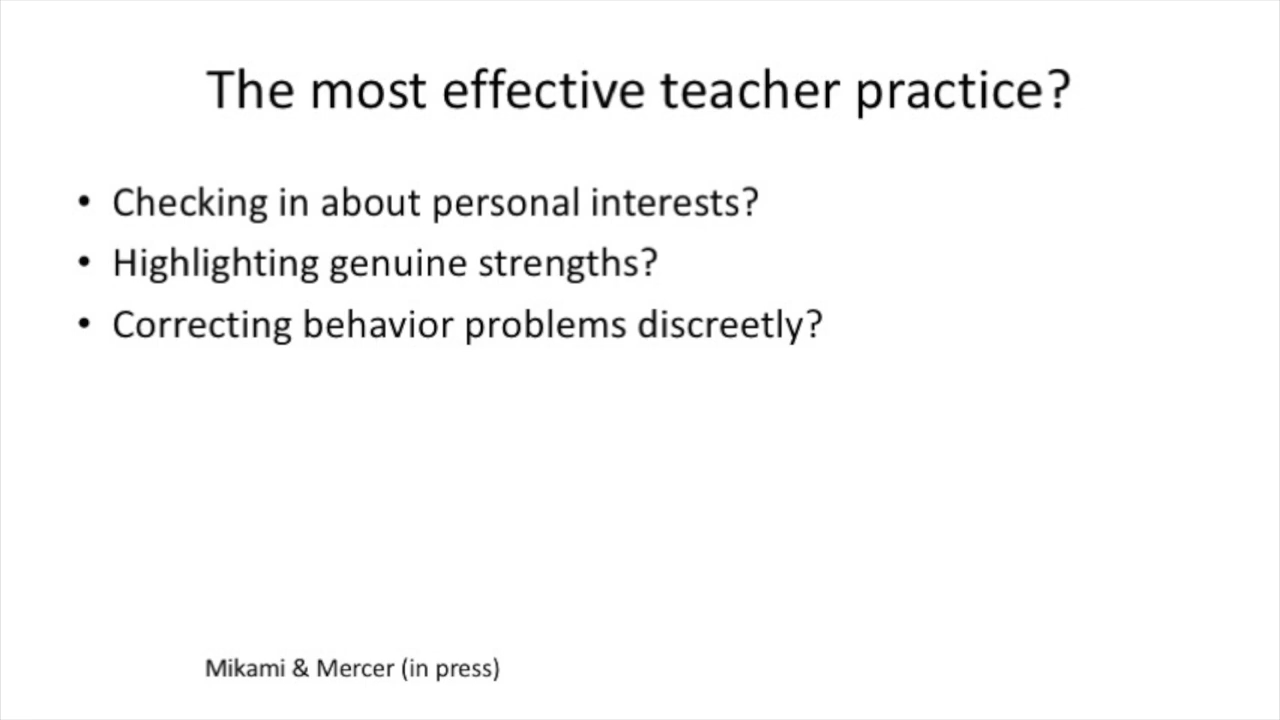 The most effective teacher practice?
• Checking in about personal interests?
• Highlighting genuine strengths?
• Correcting behavior problems discreetly?
Mikami & Mercer (in press)